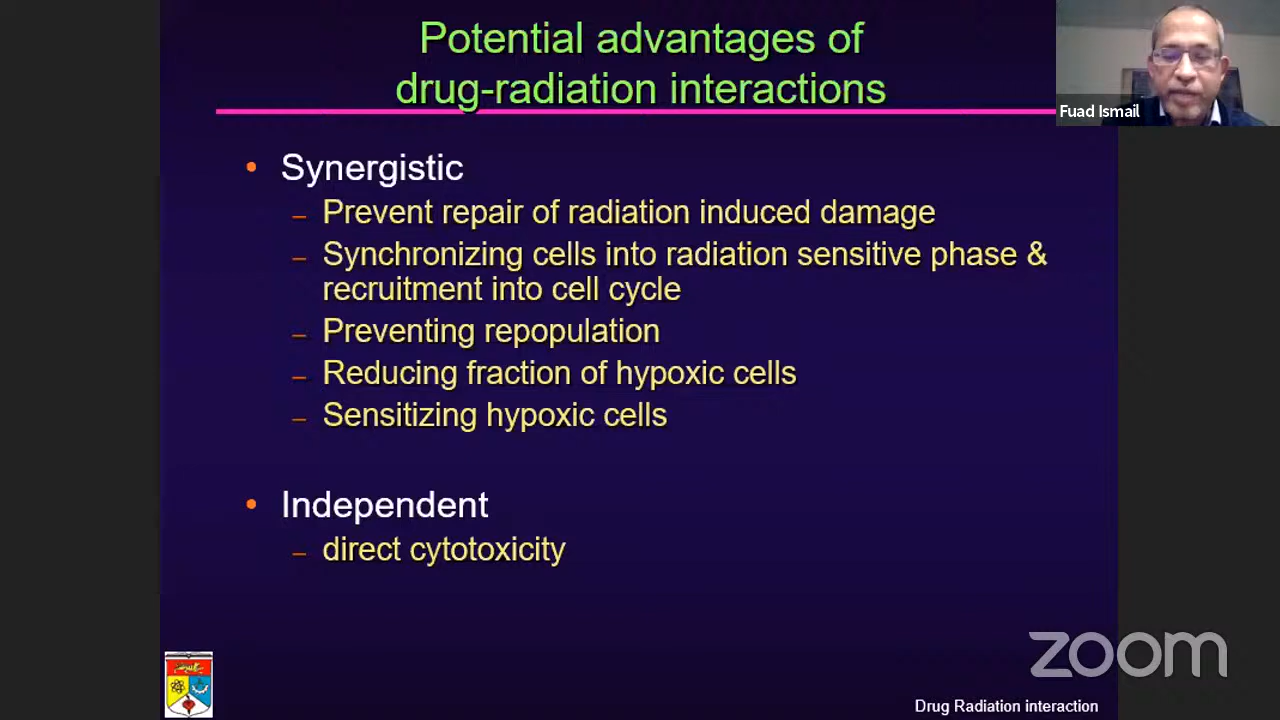 Potential advantages of
drug-radiation interactions
Fuad Ismail
• Synergistic
– Prevent repair of radiation induced damage
– Synchronizing cells into radiation sensitive phase &
recruitment into cell cycle
– Preventing repopulation
– Reducing fraction of hypoxic cells
– Sensitizing hypoxic cells
• Independent
– direct cytotoxicity
zoom
Drug Radiation interaction